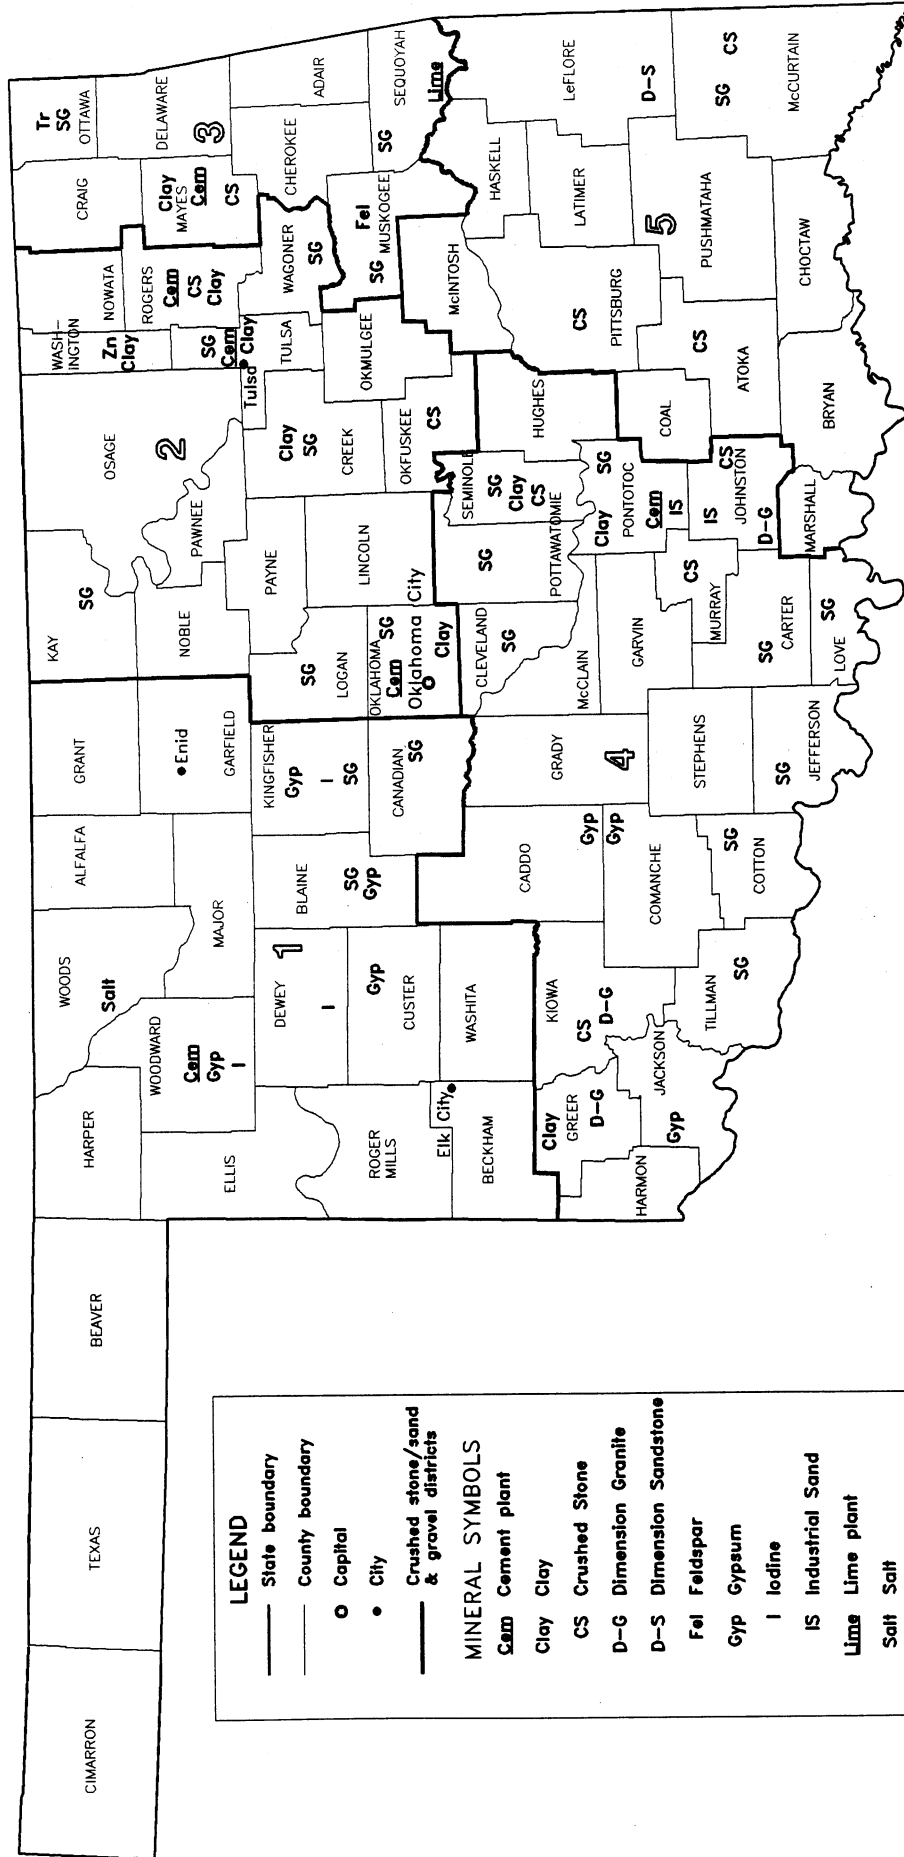 CIMARRON
TEXAS
BEAVER
HARPER
WOODS
Salt
ALFALFA
GRANT
KAY
SG
OSAGE
2
WASH–
INGTON
Zn
Clay
NOWATA
CRAIG
Tr
SG
OTTAWA
ELLIS
WOODWARD
Cem
Gyp
I
MAJOR
Enid
GARFIELD
NOBLE
PAWNEE
SG
Cem
Clay
Tulsa
TULSA
ROGERS
Cem
CS
Clay
Clay
MAYES
Cem
CS
DELAWARE
3
ROGER
MILLS
DEWEY
1
I
BLAINE
SG
Gyp
KINGFISHER
Gyp
I
SG
SG
LOGAN
PAYNE
Clay
SG
CREEK
WAGONER
SG
CHEROKEE
ADAIR
Elk City
BECKHAM
Gyp
CUSTER
WASHITA
CANADIAN
SG
OKLAHOMA
SG
Cem
Oklahoma City
Clay
LINCOLN
OKFUSKEE
CS
OKMULGEE
Fel
MUSKOGEE
SG
SG
SEQUOYAH
Lime
HARMON
Clay
GREER
D–G
KIOWA
CS
D–G
CADDO
Gyp
GRADY
4
CLEVELAND
SG
McCLAIN
SG
POTTAWATOMIE
SEMINOLE
SG
Clay
CS
HUGHES
McINTOSH
HASKELL
Gyp
JACKSON
TILLMAN
SG
Gyp
COMANCHE
SG
COTTON
STEPHENS
SG
JEFFERSON
GARVIN
CS
MURRAY
Clay
SG
PONTOTOC
Cem
IS
COAL
CS
PITTSBURG
LATIMER
LeFLORE
D–S
SG
CARTER
SG
LOVE
IS
CS
JOHNSTON
D–G
MARSHALL
CS
ATOKA
BRYAN
5
PUSHMATAHA
CHOCTAW
SG
CS
McCURTAIN
LEGEND
State boundary
County boundary
Capital
City
Crushed stone/sand
& gravel districts
MINERAL SYMBOLS
Cem Cement plant
Clay Clay
CS Crushed Stone
D–G Dimension Granite
D–S Dimension Sandstone
Fel Feldspar
Gyp Gypsum
I Iodine
IS Industrial Sand
Lime Lime plant
Salt Salt